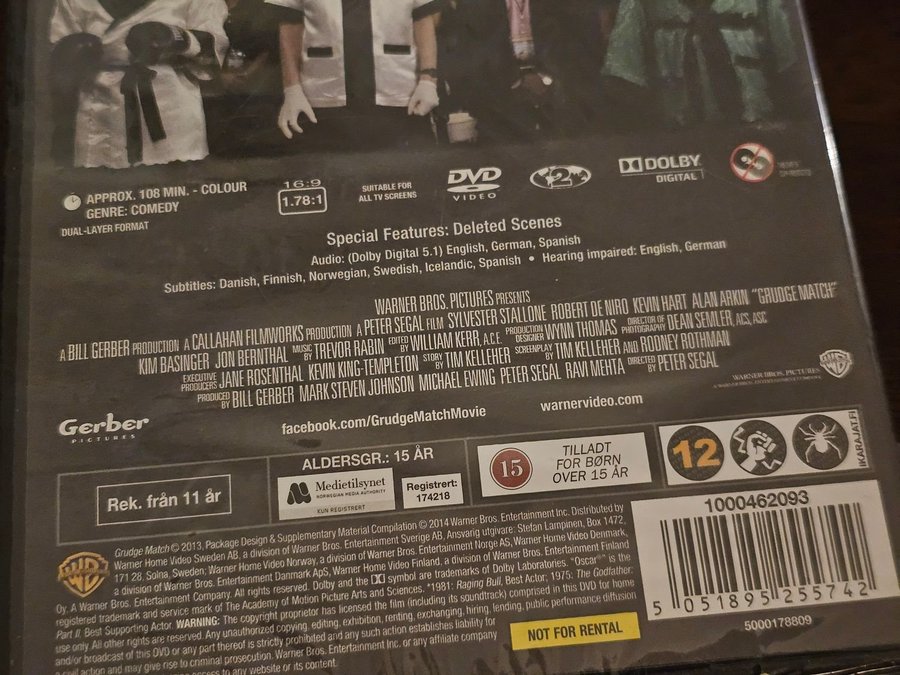 APPROX. 108 MIN. - COLOUR
GENRE: COMEDY
DUAL-LAYER FORMAT
16:9
1.78:1
SUITABLE FOR
ALL TV SCREENS
DVD
VIDEO
2
DOLBY
DIGITAL
Special Features: Deleted Scenes
Audio: (Dolby Digital 5.1) English, German, Spanish
Subtitles: Danish, Finnish, Norwegian, Swedish, Icelandic, Spanish • Hearing impaired: English, German
WARNER BROS. PICTURES PRESENTS
A BILL GERBER PRODUCTION A CALLAHAN FILMWORKS PRODUCTION A PETER SEGAL FILM SYLVESTER STALLONE ROBERT DE NIRO KEVIN HART ALAN ARKIN "GRUDGE MATCH"
KIM BASINGER JON BERNTHAL MUSIC BY TREVOR RABIN EDITED BY WILLIAM KERR, A.C.E. PRODUCTION DESIGNER WYNN THOMAS DIRECTOR OF PHOTOGRAPHY DEAN SEMLER, ACS, ASC
EXECUTIVE PRODUCERS JANE ROSENTHAL KEVIN KING-TEMPLETON STORY BY TIM KELLEHER SCREENPLAY BY TIM KELLEHER AND RODNEY ROTHMAN
PRODUCED BY BILL GERBER MARK STEVEN JOHNSON MICHAEL EWING PETER SEGAL RAVI MEHTA DIRECTED BY PETER SEGAL
WARNER BROS. PICTURES
Gerber
PICTURES
facebook.com/GrudgeMatchMovie
warnervideo.com
Rek. från 11 år
ALDERSGR.: 15 ÅR
Medietilsynet
NORWEGIAN MEDIA AUTHORITY
KUN REGISTRERT
Registrert:
174218
15
TILLADT
FOR BØRN
OVER 15 ÅR
12
IKARAJAT.FI
Grudge Match © 2013, Package Design & Supplementary Material Compilation © 2014 Warner Bros. Entertainment Inc. Distributed by
Warner Home Video Sweden AB, a division of Warner Bros. Entertainment Sverige AB, Ansvarig utgivare: Stefan Lampinen, Box 1472,
171 28, Solna, Sweden; Warner Home Video Norway, a division of Warner Bros. Entertainment Norge AS, Warner Home Video Denmark,
a division of Warner Bros. Entertainment Danmark ApS, Warner Home Video Finland, a division of Warner Bros. Entertainment Finland
Oy, A Warner Bros. Entertainment Company. All rights reserved. Dolby and the symbol are trademarks of Dolby Laboratories. "Oscar®" is the
registered trademark and service mark of The Academy of Motion Picture Arts and Sciences. *1981: Raging Bull, Best Actor; 1975: The Godfather:
Part II, Best Supporting Actor. WARNING: The copyright proprietor has licensed the film (including its soundtrack) comprised in this DVD for home
use only. All other rights are reserved. Any unauthorized copying, editing, exhibition, renting, exchanging, hiring, lending, public performance diffusion
and/or broadcast of this DVD or any part thereof is strictly prohibited and any such action establishes liability for
a civil action and may give rise to criminal prosecution. Warner Bros. Entertainment Inc. or any affiliate company
access to any website or its content.
NOT FOR RENTAL
1000462093
5 051895 255742
5000178809